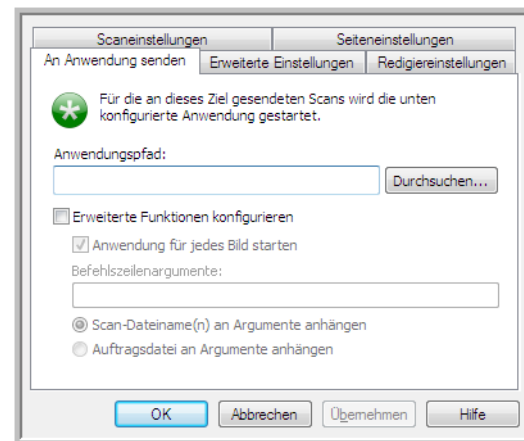 Scaneinstellungen
Seiteneinstellungen
An Anwendung senden
Erweiterte Einstellungen
Redigiereinstellungen
Für die an dieses Ziel gesendeten Scans wird die unten
konfigurierte Anwendung gestartet.
Anwendungspfad:
Durchsuchen...
Erweiterte Funktionen konfigurieren
Anwendung für jedes Bild starten
Befehlszeilenargumente:
Scan-Dateiname(n) an Argumente anhängen
Auftragsdatei an Argumente anhängen
OK
Abbrechen
Übernehmen
Hilfe